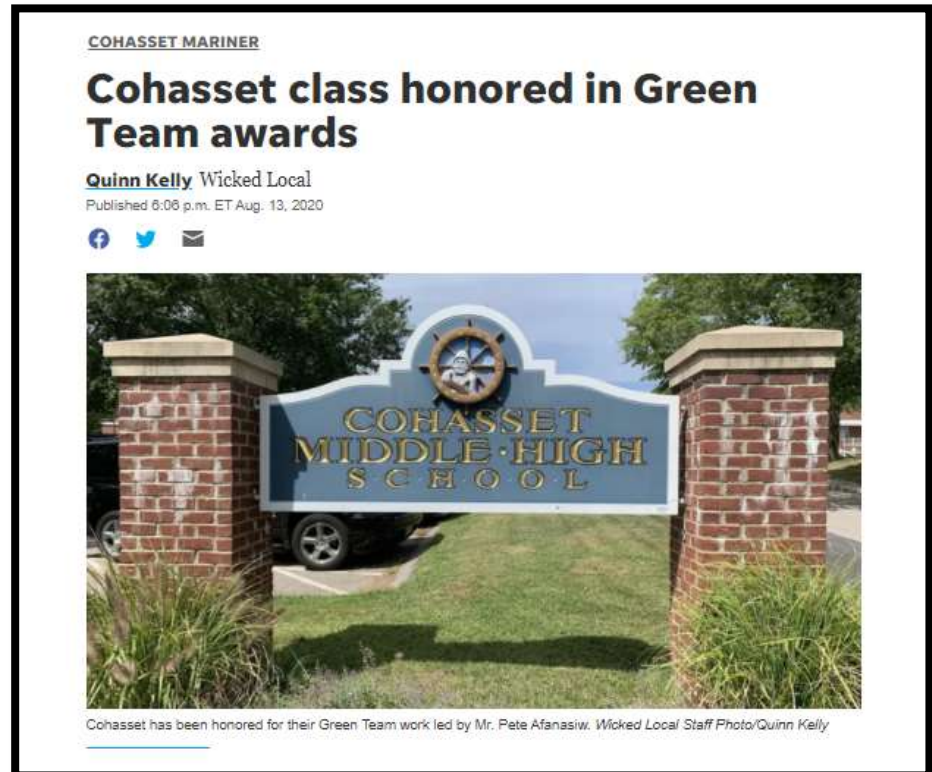 COHASSET MARINER
Cohasset class honored in Green
Team awards
Quinn Kelly Wicked Local
Published 6:06 p.m. ET Aug. 13, 2020
COHASSET
MIDDLE·HIGH
S·C·H·O·O·L
Cohasset has been honored for their Green Team work led by Mr. Pete Afanasiw. Wicked Local Staff Photo/Quinn Kelly